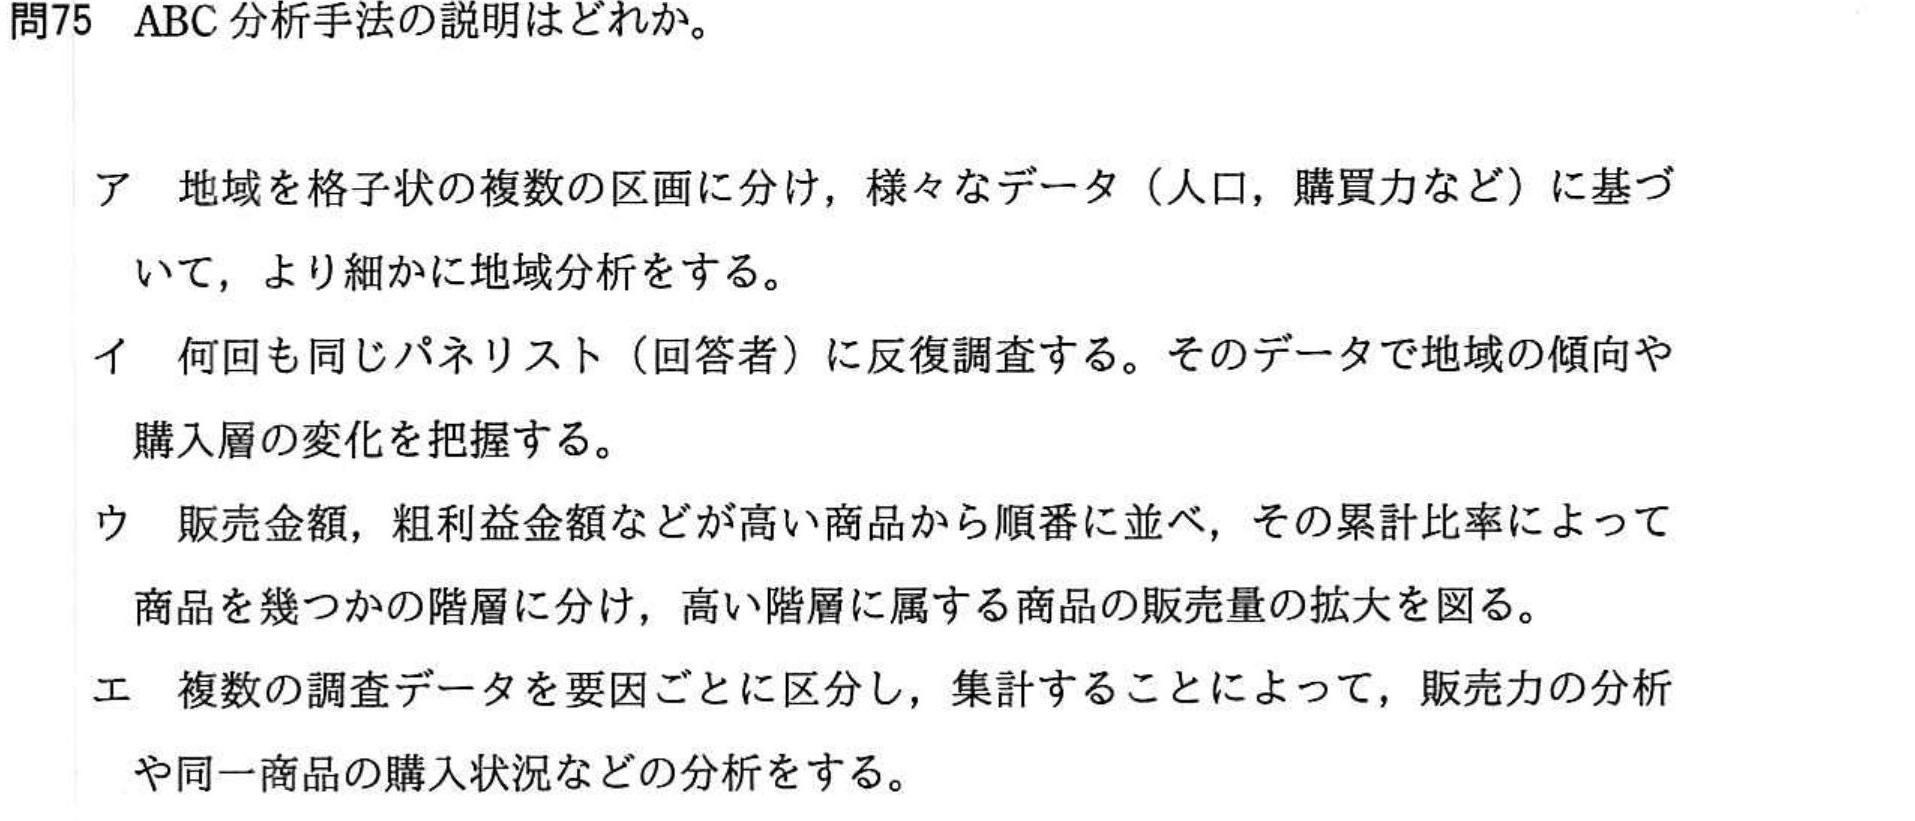 問75 ABC分析手法の説明はどれか。
ア 地域を格子状の複数の区画に分け，様々なデータ（人口，購買力など）に基づ
いて，より細かに地域分析をする。
イ 何回も同じパネリスト（回答者）に反復調査する。そのデータで地域の傾向や
購入層の変化を把握する。
ウ 販売金額，粗利益金額などが高い商品から順番に並べ，その累計比率によって
商品を幾つかの階層に分け，高い階層に属する商品の販売量の拡大を図る。
エ 複数の調査データを要因ごとに区分し，集計することによって，販売力の分析
や同一商品の購入状況などの分析をする。